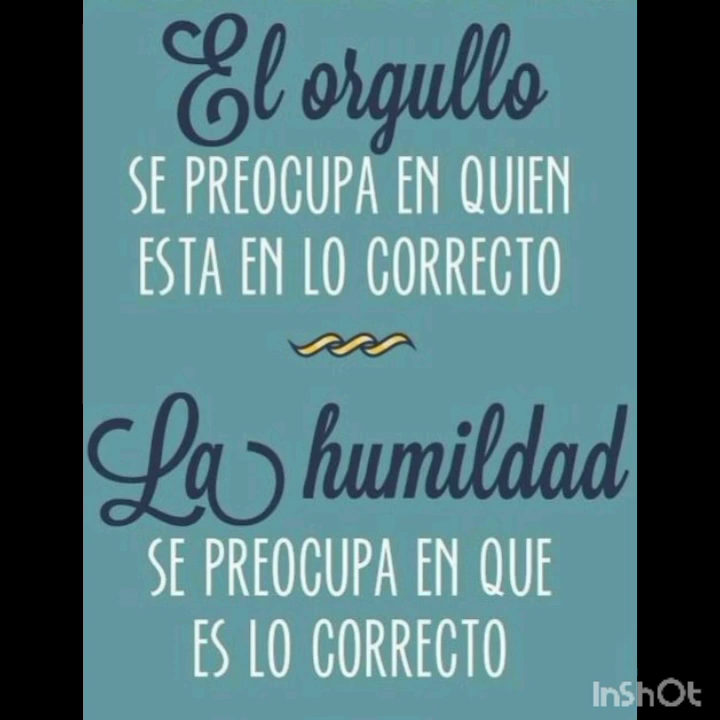 El orgullo
SE PREOCUPA EN QUIEN
ESTA EN LO CORRECTO
La humildad
SE PREOCUPA EN QUE
ES LO CORRECTO
InShOt